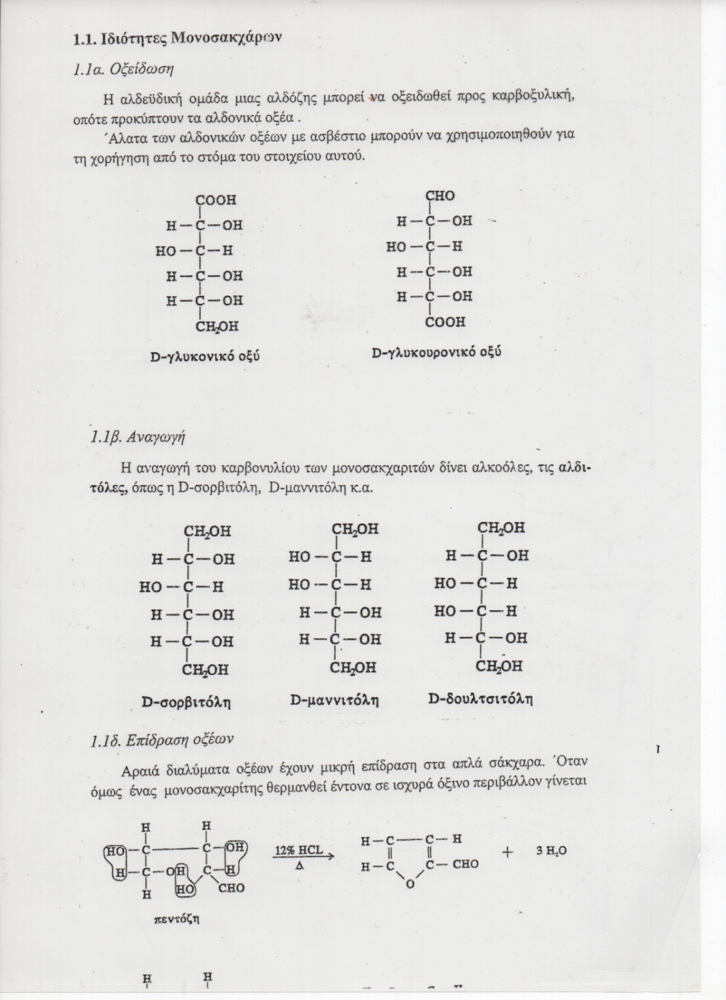 1.1. Ιδιότητες Μονοσακχάρων
1.1α. Οξείδωση
Η αλδεϋδική ομάδα μιας αλδόζης μπορεί να οξειδωθεί προς καρβοξυλική,
οπότε προκύπτουν τα αλδονικά οξέα .
Άλατα των αλδονικών οξέων με ασβέστιο μπορούν να χρησιμοποιηθούν για
τη χορήγηση από το στόμα του στοιχείου αυτού.
COOH CHO
H — C — OH H — C — OH
HO — C — H HO — C — H
H — C — OH H — C — OH
H — C — OH H — C — OH
CH₂OH COOH
D-γλυκονικό οξύ D-γλυκουρονικό οξύ
1.1β. Αναγωγή
Η αναγωγή του καρβονυλίου των μονοσακχαριτών δίνει αλκοόλες, τις αλδι-
τόλες, όπως η D-σορβιτόλη, D-μαννιτόλη κ.α.
CH₂OH CH₂OH CH₂OH
H — C — OH HO — C — H H — C — OH
HO — C — H HO — C — H HO — C — H
H — C — OH H — C — OH HO — C — H
H — C — OH H — C — OH H — C — OH
CH₂OH CH₂OH CH₂OH
D-σορβιτόλη D-μαννιτόλη D-δουλτσιτόλη
1.1δ. Επίδραση οξέων
Αραιά διαλύματα οξέων έχουν μικρή επίδραση στα απλά σάκχαρα. Όταν
όμως ένας μονοσακχαρίτης θερμανθεί έντονα σε ισχυρά όξινο περιβάλλον γίνεται
H H
HO — C — C — OH 12% HCL H — C — C — H + 3 H₂O
H — C — OH C — H Δ H — C C — CHO
H HO CHO O
πεντόζη
H H